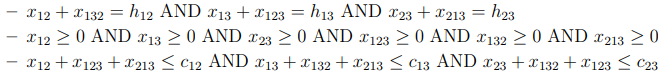 – x₁₂ + x₁₃₂ = h₁₂ AND x₁₃ + x₁₂₃ = h₁₃ AND x₂₃ + x₂₁₃ = h₂₃
– x₁₂ ≥ 0 AND x₁₃ ≥ 0 AND x₂₃ ≥ 0 AND x₁₂₃ ≥ 0 AND x₁₃₂ ≥ 0 AND x₂₁₃ ≥ 0
– x₁₂ + x₁₂₃ + x₂₁₃ ≤ c₁₂ AND x₁₃ + x₁₃₂ + x₂₁₃ ≤ c₁₃ AND x₂₃ + x₁₃₂ + x₁₂₃ ≤ c₂₃